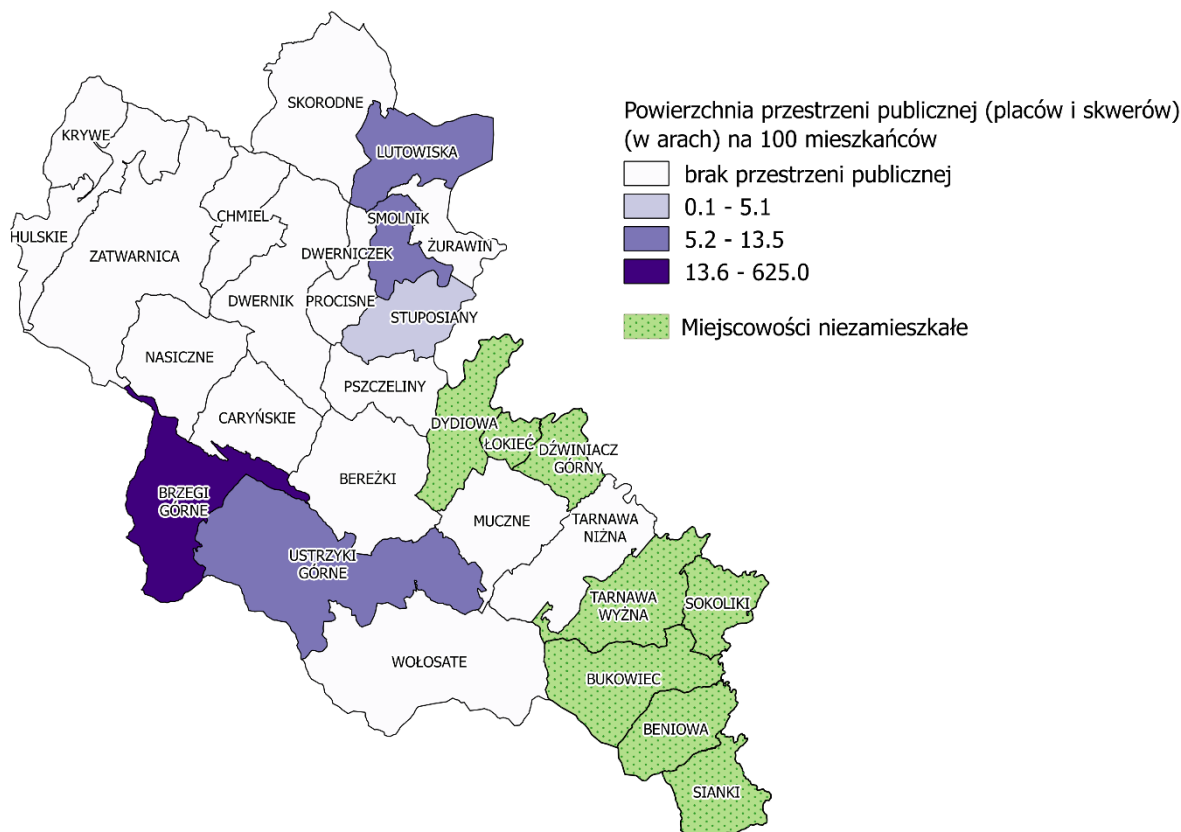 SKORODNE
KRYWE
LUTOWISKA
CHMIEL
SMOLNIK
HULSKIE
ZATWARNICA
DWERNICZEK
ŻURAWIN
DWERNIK
PROCISNE
STUPOSIANY
NASICZNE
PSZCZELINY
CARYŃSKIE
DYDIOWA
ŁOKIEĆ
DŹWINIACZ
GÓRNY
BEREŻKI
BRZEGI
GÓRNE
MUCZNE
TARNAWA
NIŻNA
USTRZYKI
GÓRNE
TARNAWA
WYŻNA
SOKOLIKI
WOŁOSATE
BUKOWIEC
BENIOWA
SIANKI
Powierzchnia przestrzeni publicznej (placów i skwerów)
(w arach) na 100 mieszkańców
brak przestrzeni publicznej
0.1 - 5.1
5.2 - 13.5
13.6 - 625.0
Miejscowości niezamieszkałe